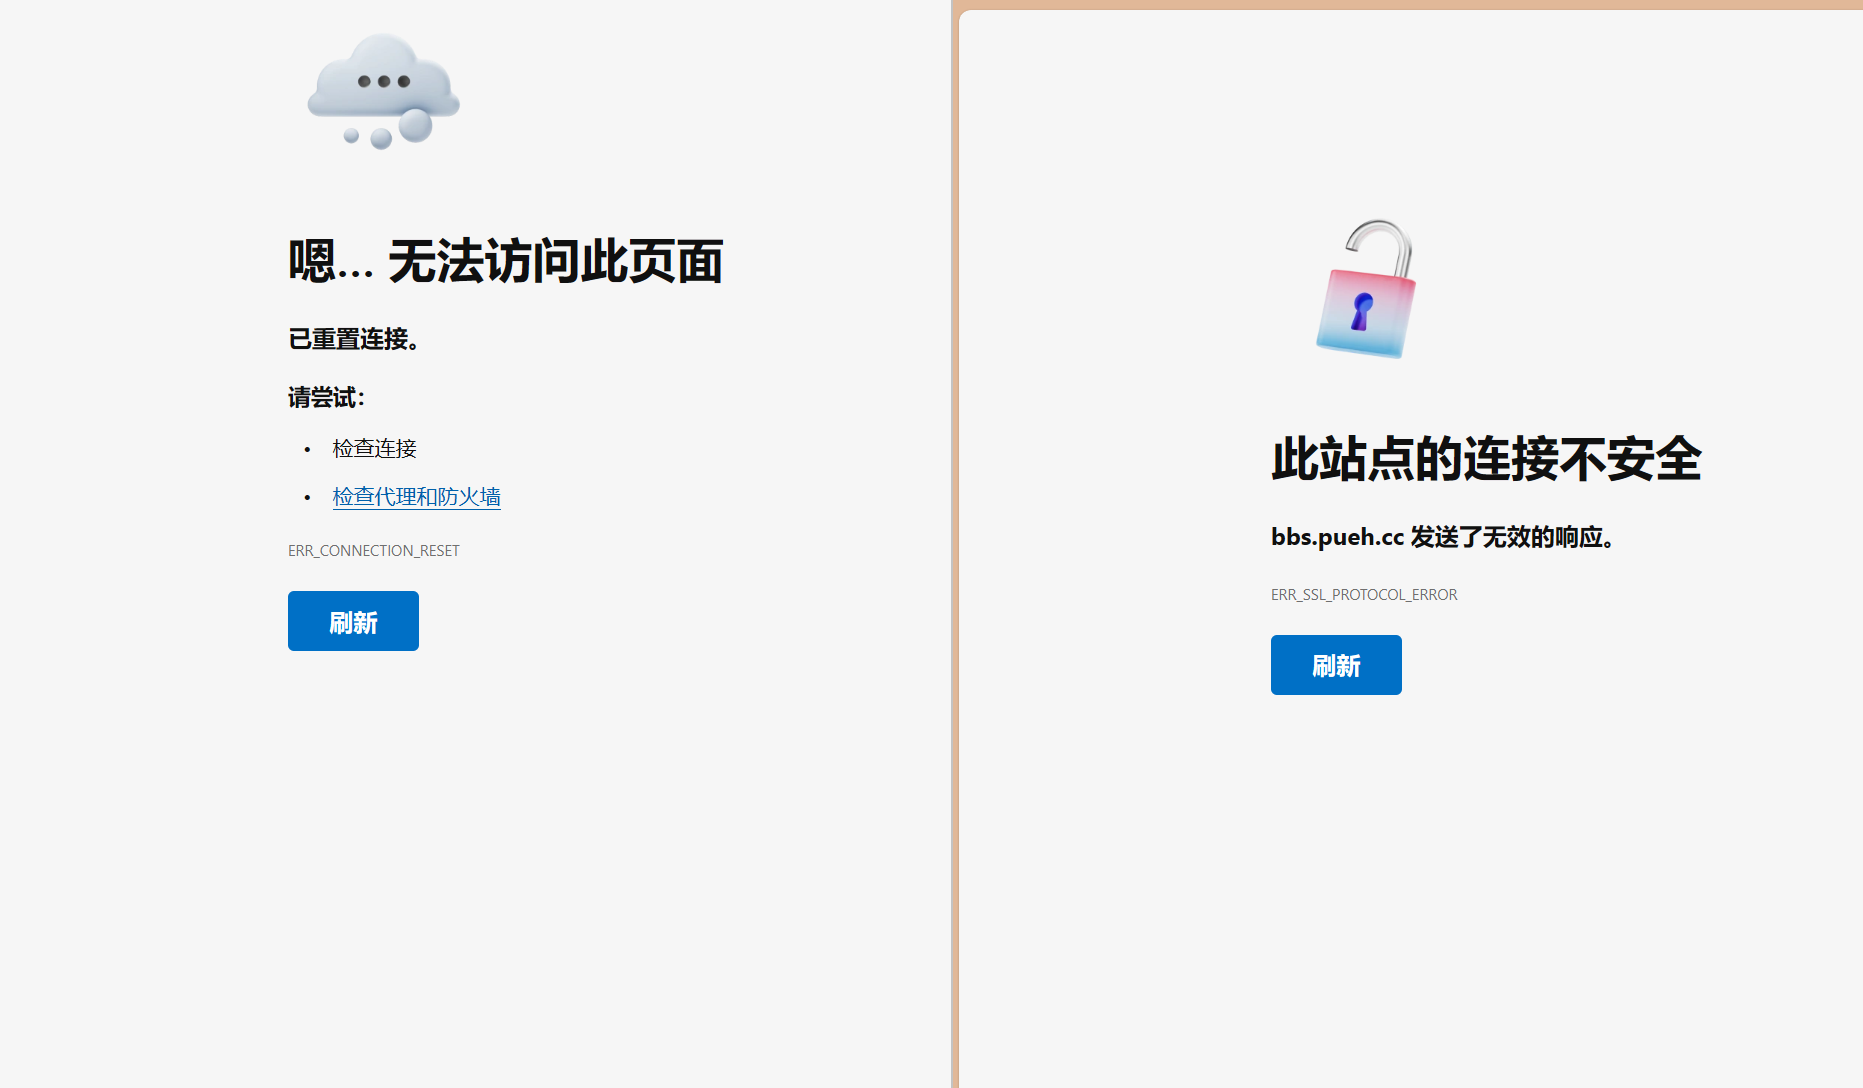 嗯… 无法访问此页面
已重置连接。
请尝试：
• 检查连接
• 检查代理和防火墙
ERR_CONNECTION_RESET
刷新
此站点的连接不安全
bbs.pueh.cc 发送了无效的响应。
ERR_SSL_PROTOCOL_ERROR
刷新